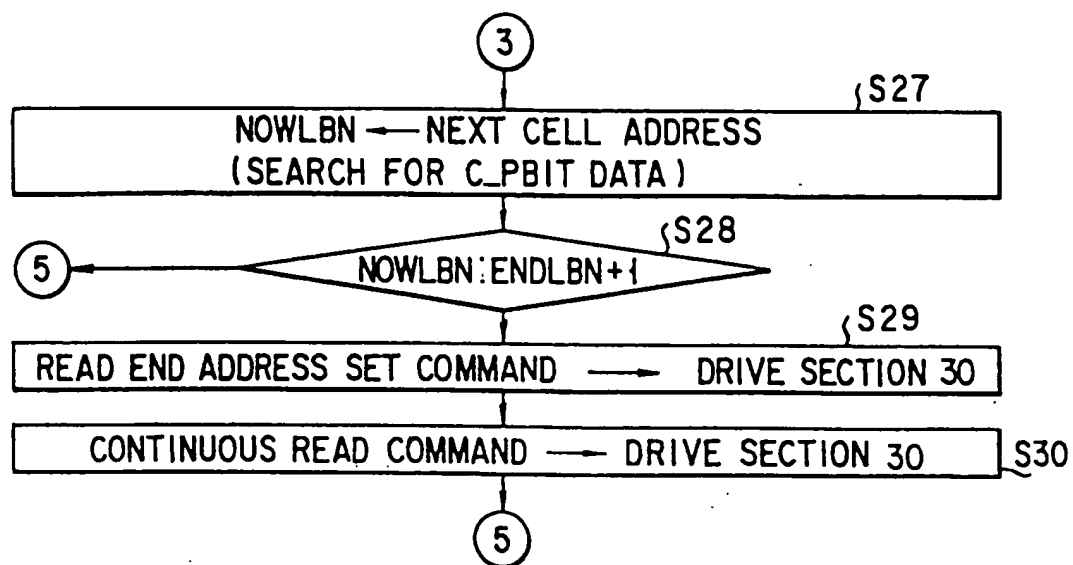 3
S27
NOWLBN ← NEXT CELL ADDRESS
(SEARCH FOR C_PBIT DATA)
S28
5
NOWLBN:ENDLBN+1
S29
READ END ADDRESS SET COMMAND → DRIVE SECTION 30
CONTINUOUS READ COMMAND → DRIVE SECTION 30
S30
5